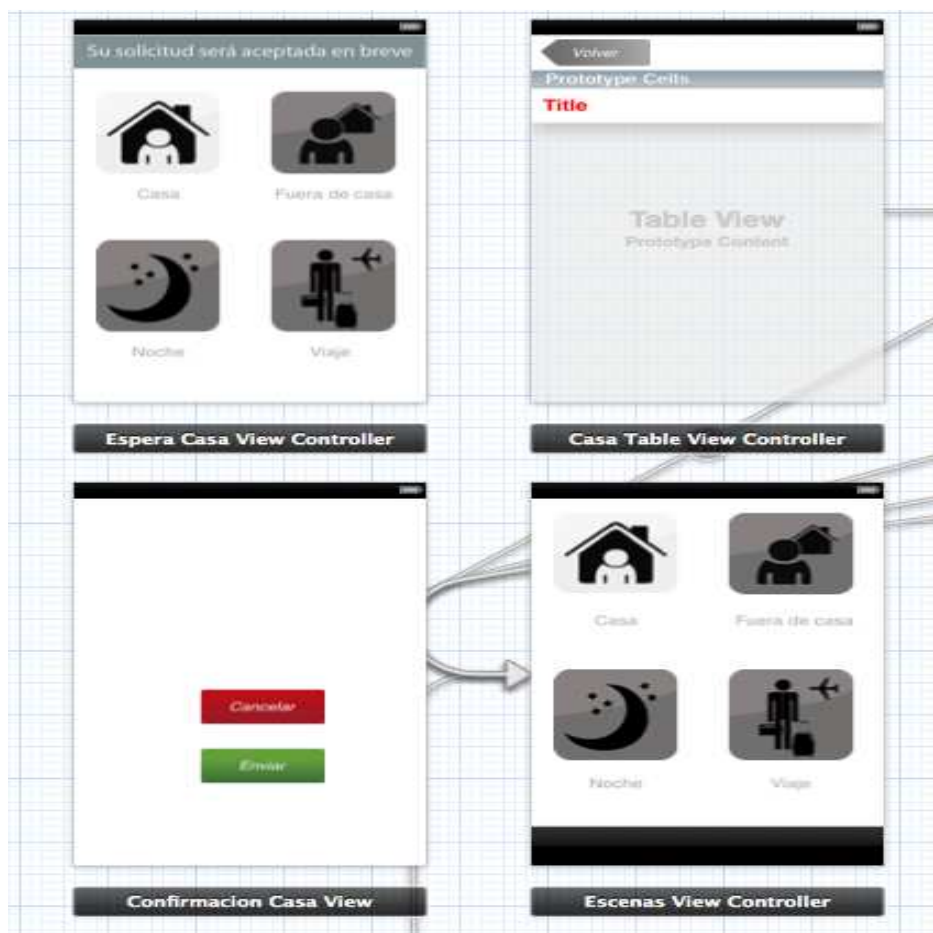 Su solicitud será aceptada en breve
Casa
Fuera de casa
Noche
Viaje
Espera Casa View Controller
Volver
Prototype Cells
Title
Table View
Prototype Content
Casa Table View Controller
Cancelar
Enviar
Confirmacion Casa View
Casa
Fuera de casa
Noche
Viaje
Escenas View Controller